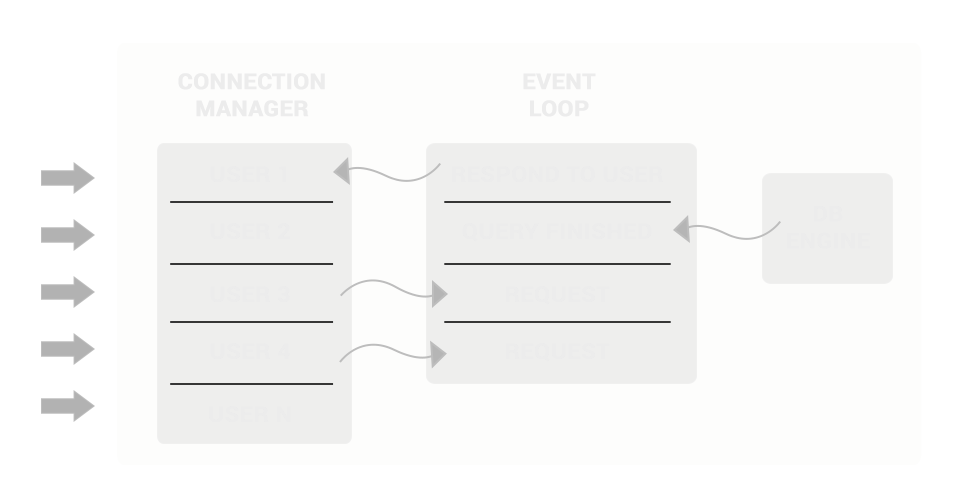 CONNECTION
MANAGER
EVENT
LOOP
USER 1
USER 2
USER 3
USER 4
USER N
RESPOND TO USER
QUERY FINISHED
REQUEST
REQUEST
DB
ENGINE